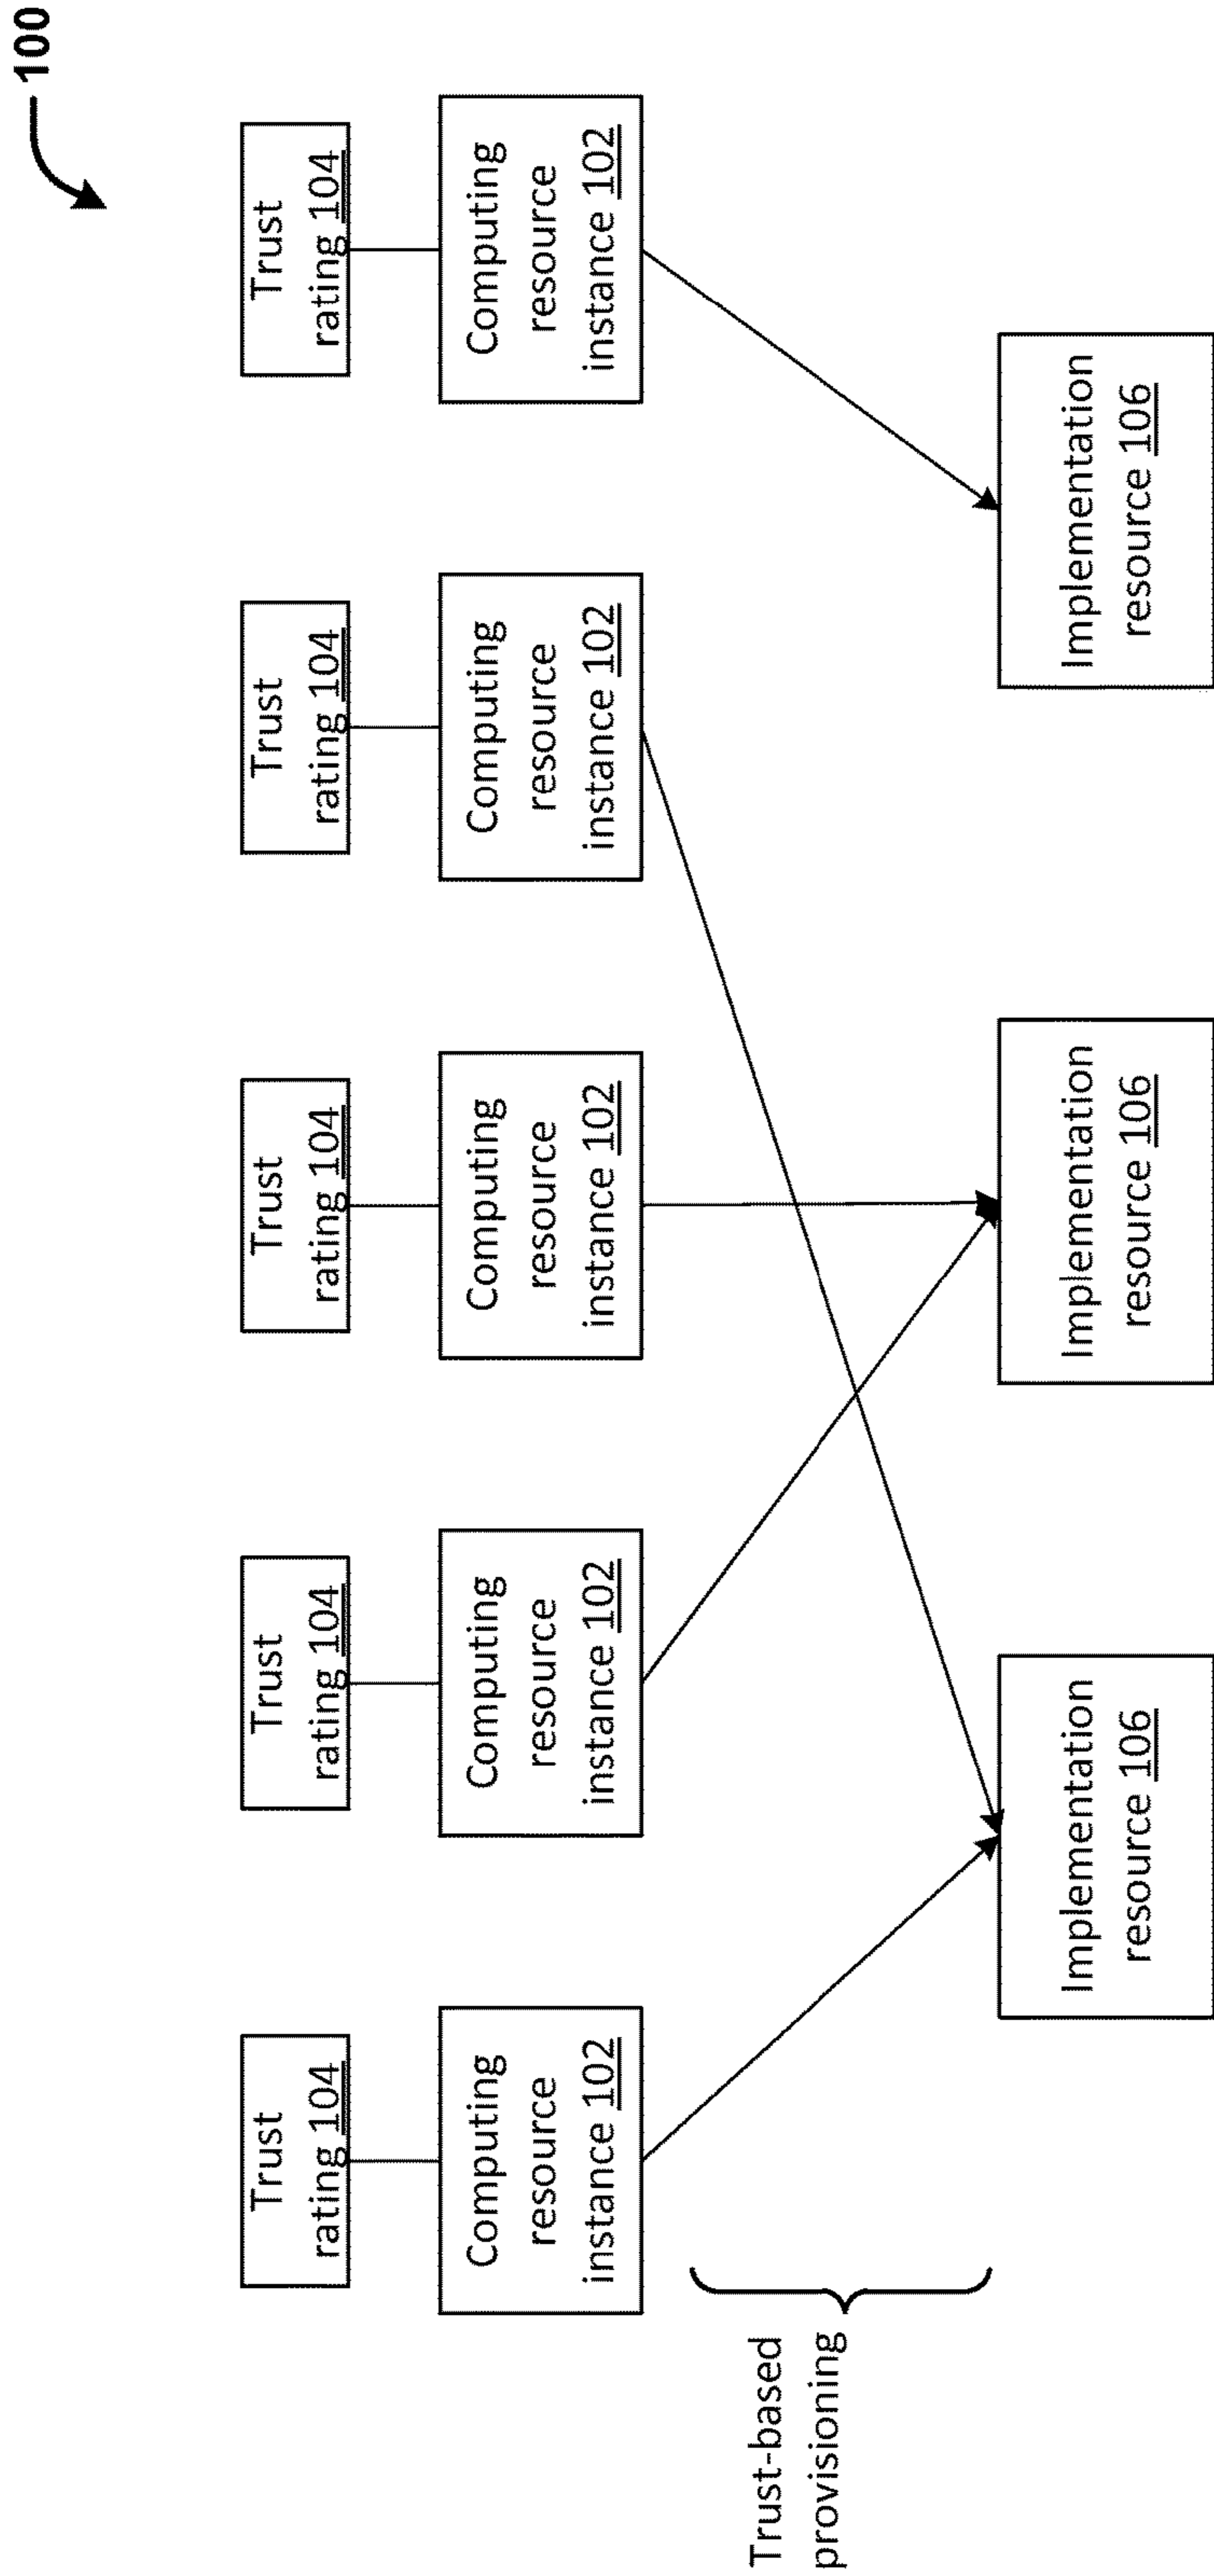 100
Trust
rating 104
Trust
rating 104
Trust
rating 104
Trust
rating 104
Trust
rating 104
Computing
resource
instance 102
Computing
resource
instance 102
Computing
resource
instance 102
Computing
resource
instance 102
Computing
resource
instance 102
Trust-based
provisioning
Implementation
resource 106
Implementation
resource 106
Implementation
resource 106